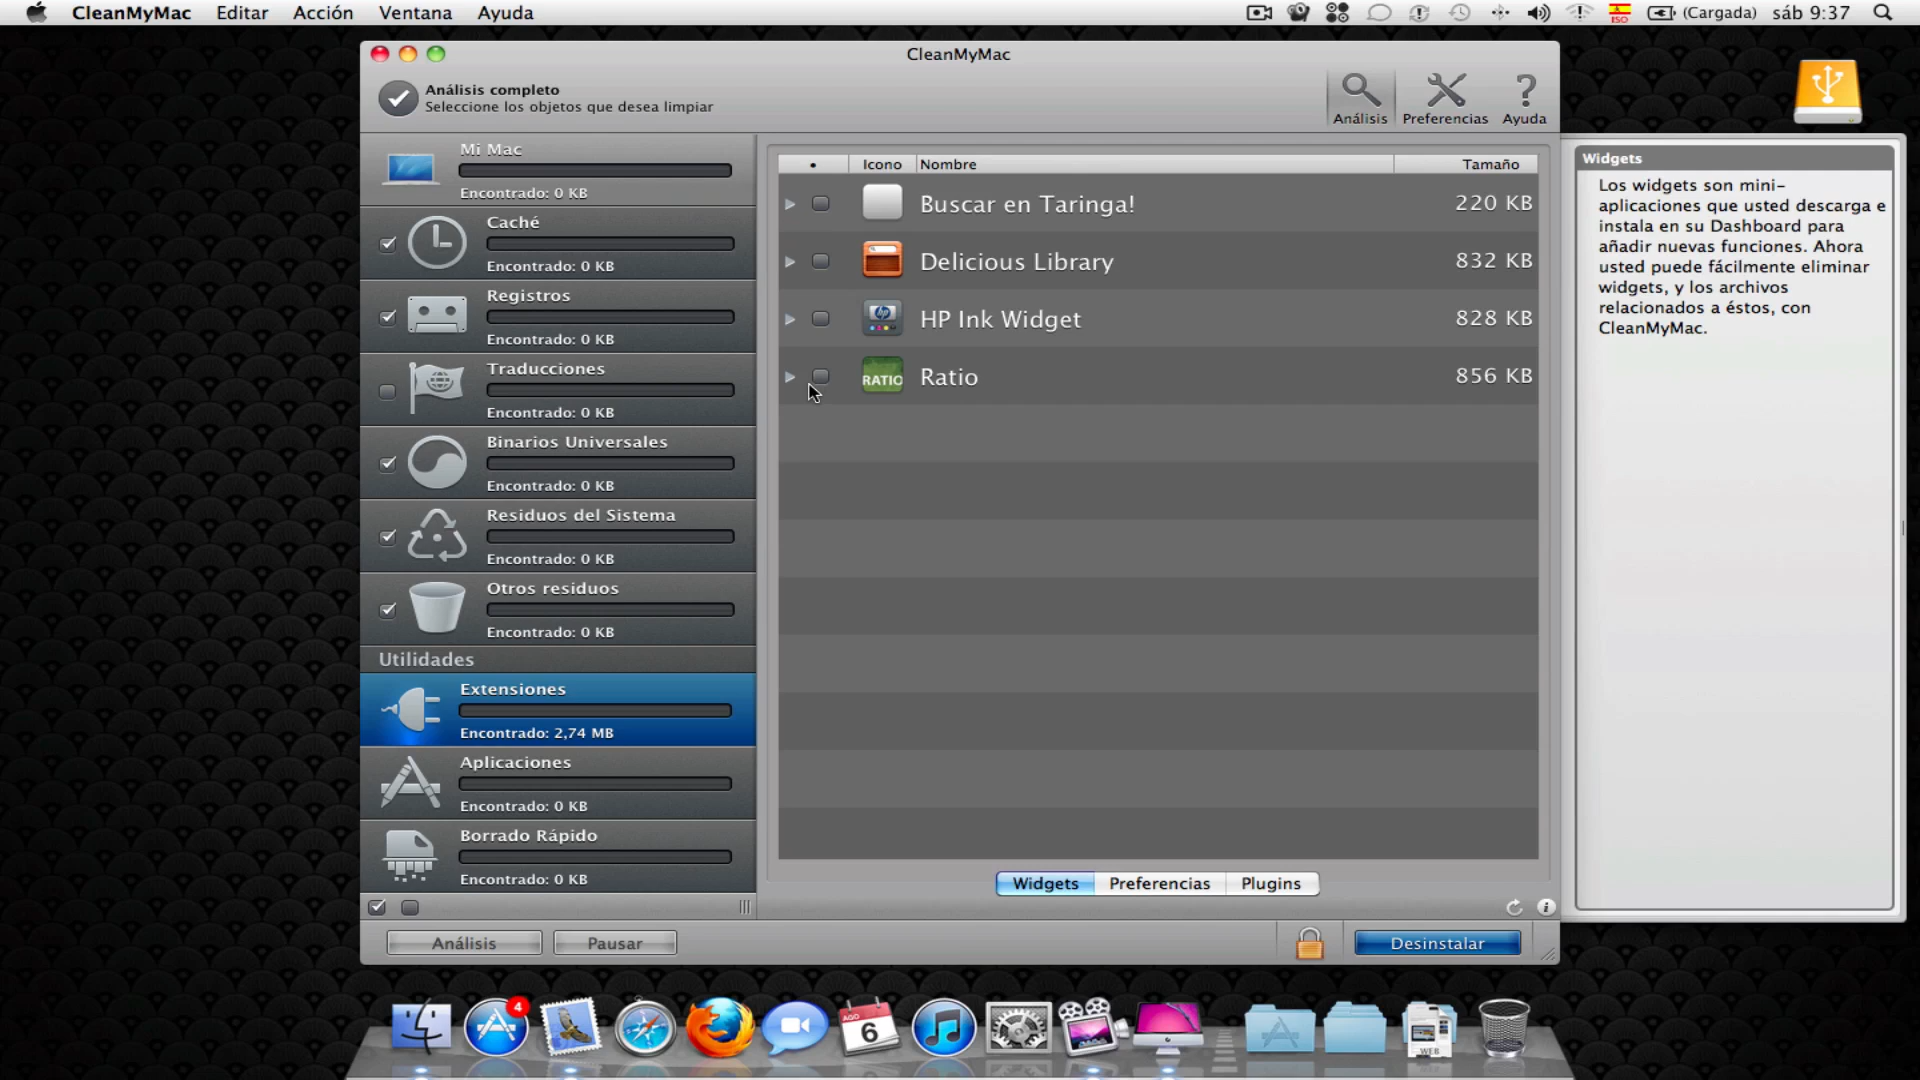 CleanMyMac Editar Acción Ventana Ayuda
ISO (Cargada) sáb 9:37
CleanMyMac
Análisis completo
Seleccione los objetos que desea limpiar
Análisis Preferencias Ayuda
Mi Mac
Encontrado: 0 KB
Caché
Encontrado: 0 KB
Registros
Encontrado: 0 KB
Traducciones
Encontrado: 0 KB
Binarios Universales
Encontrado: 0 KB
Residuos del Sistema
Encontrado: 0 KB
Otros residuos
Encontrado: 0 KB
Utilidades
Extensiones
Encontrado: 2,74 MB
Aplicaciones
Encontrado: 0 KB
Borrado Rápido
Encontrado: 0 KB
Análisis Pausar
Icono Nombre Tamaño
Buscar en Taringa! 220 KB
Delicious Library 832 KB
hp HP Ink Widget 828 KB
RATIO Ratio 856 KB
Widgets Preferencias Plugins
Desinstalar
Widgets
Los widgets son mini-
aplicaciones que usted descarga e
instala en su Dashboard para
añadir nuevas funciones. Ahora
usted puede fácilmente eliminar
widgets, y los archivos
relacionados a éstos, con
CleanMyMac.
4
AGO
6
WEB